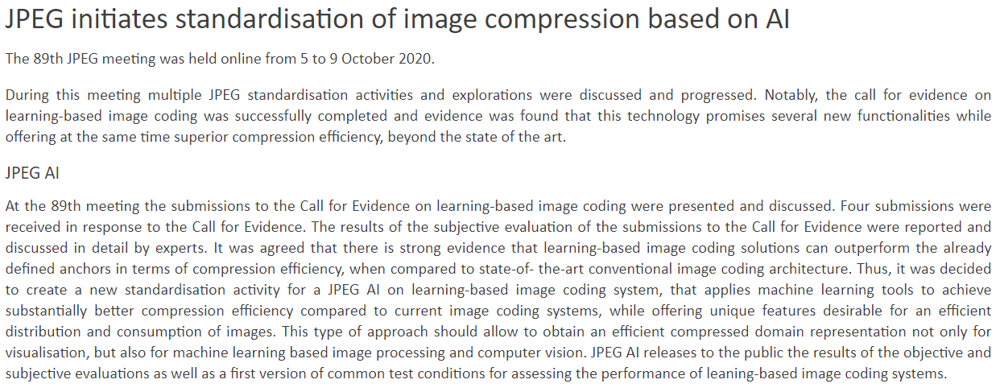 JPEG initiates standardisation of image compression based on AI
The 89th JPEG meeting was held online from 5 to 9 October 2020.
During this meeting multiple JPEG standardisation activities and explorations were discussed and progressed. Notably, the call for evidence on
learning-based image coding was successfully completed and evidence was found that this technology promises several new functionalities while
offering at the same time superior compression efficiency, beyond the state of the art.
JPEG AI
At the 89th meeting the submissions to the Call for Evidence on learning-based image coding were presented and discussed. Four submissions were
received in response to the Call for Evidence. The results of the subjective evaluation of the submissions to the Call for Evidence were reported and
discussed in detail by experts. It was agreed that there is strong evidence that learning-based image coding solutions can outperform the already
defined anchors in terms of compression efficiency, when compared to state-of- the-art conventional image coding architecture. Thus, it was decided
to create a new standardisation activity for a JPEG AI on learning-based image coding system, that applies machine learning tools to achieve
substantially better compression efficiency compared to current image coding systems, while offering unique features desirable for an efficient
distribution and consumption of images. This type of approach should allow to obtain an efficient compressed domain representation not only for
visualisation, but also for machine learning based image processing and computer vision. JPEG AI releases to the public the results of the objective and
subjective evaluations as well as a first version of common test conditions for assessing the performance of leaning-based image coding systems.